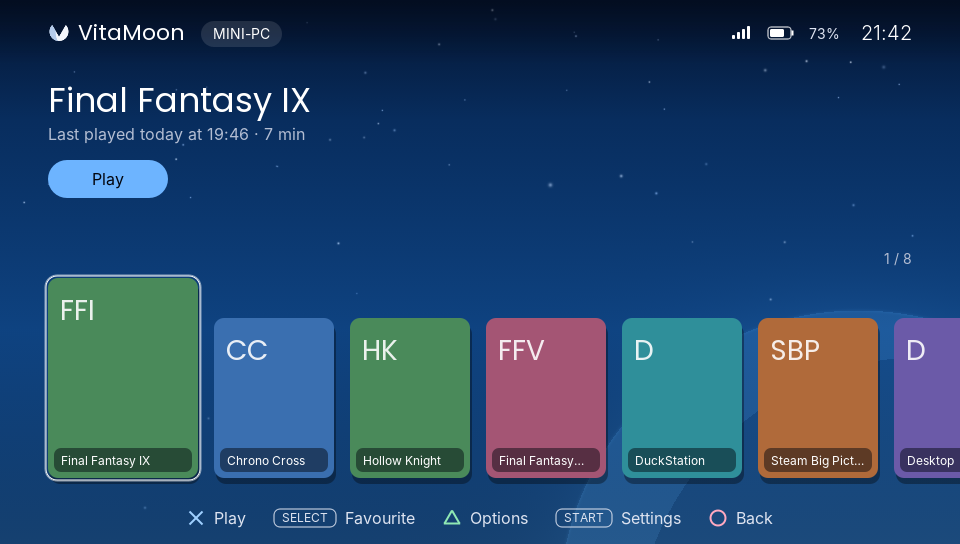 VitaMoon MINI-PC 73% 21:42
Final Fantasy IX
Last played today at 19:46 · 7 min
Play
1 / 8
FFI
CC
HK
FFV
D
SBP
D
Final Fantasy IX
Chrono Cross
Hollow Knight
Final Fantasy...
DuckStation
Steam Big Pict...
Desktop
Play SELECT Favourite Options START Settings Back